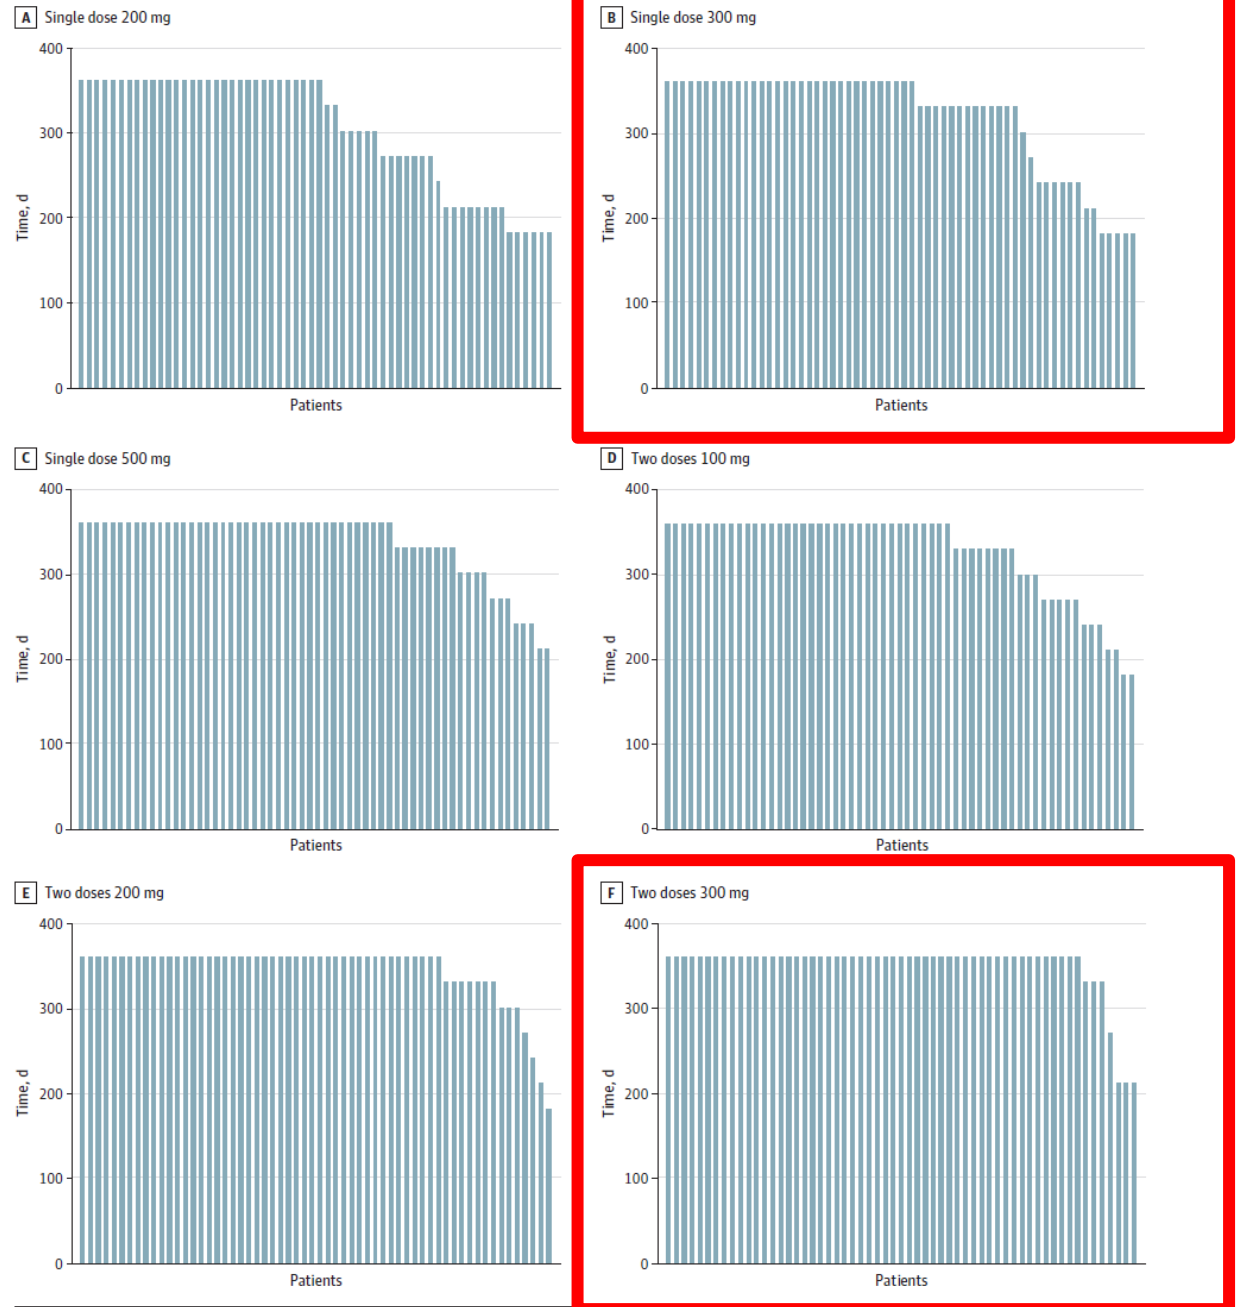 A Single dose 200 mg
400
300
200
100
0
Time, d
Patients
B Single dose 300 mg
400
300
200
100
0
Time, d
Patients
C Single dose 500 mg
400
300
200
100
0
Time, d
Patients
D Two doses 100 mg
400
300
200
100
0
Time, d
Patients
E Two doses 200 mg
400
300
200
100
0
Time, d
Patients
F Two doses 300 mg
400
300
200
100
0
Time, d
Patients